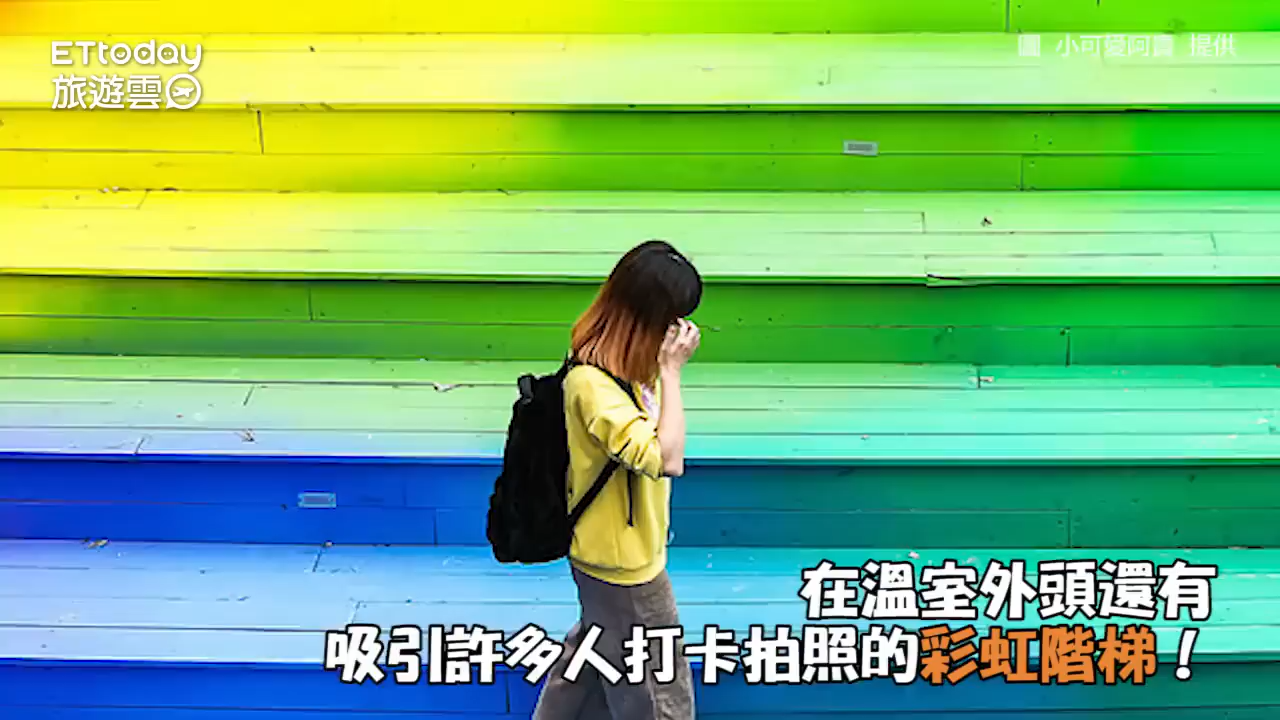 ETtoday
旅遊雲
圖 小可愛阿寶 提供
在溫室外頭還有
吸引許多人打卡拍照的彩虹階梯！